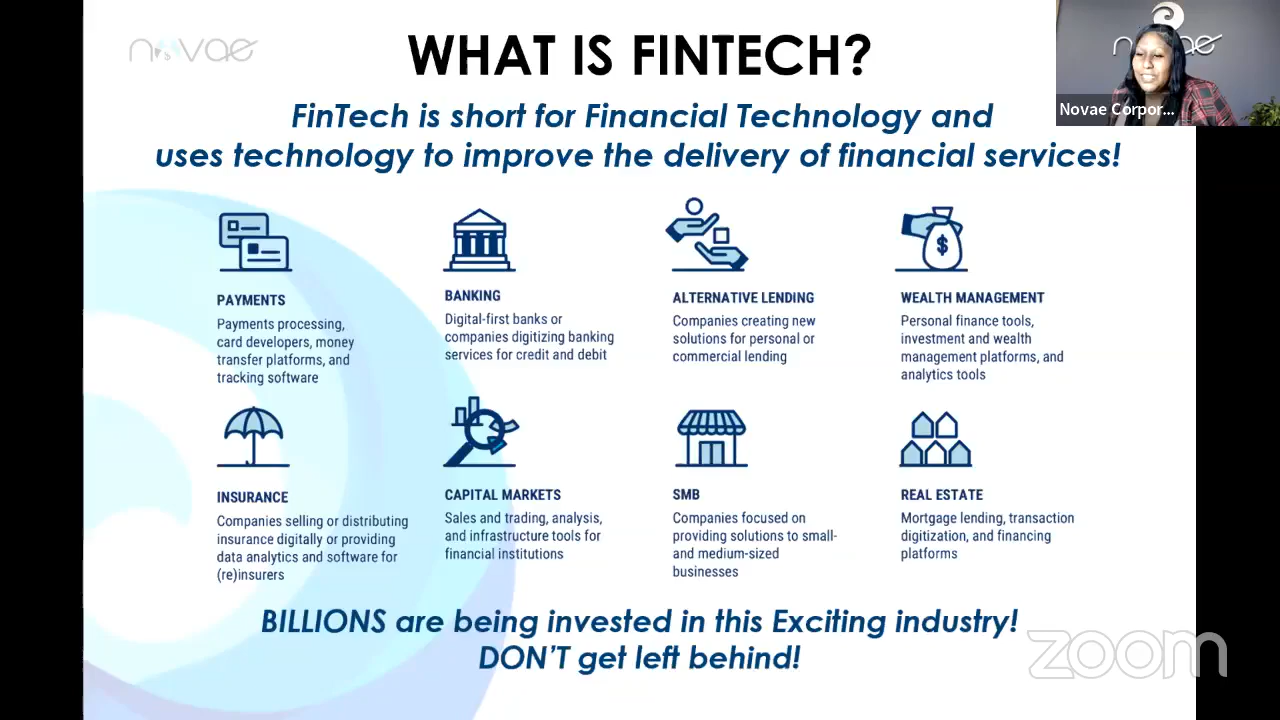 novae
WHAT IS FINTECH?
FinTech is short for Financial Technology and
uses technology to improve the delivery of financial services!
novae
Novae Corpor...
PAYMENTS
Payments processing,
card developers, money
transfer platforms, and
tracking software
BANKING
Digital-first banks or
companies digitizing banking
services for credit and debit
ALTERNATIVE LENDING
Companies creating new
solutions for personal or
commercial lending
$
WEALTH MANAGEMENT
Personal finance tools,
investment and wealth
management platforms, and
analytics tools
INSURANCE
Companies selling or distributing
insurance digitally or providing
data analytics and software for
(re)insurers
CAPITAL MARKETS
Sales and trading, analysis,
and infrastructure tools for
financial institutions
SMB
Companies focused on
providing solutions to small-
and medium-sized
businesses
REAL ESTATE
Mortgage lending, transaction
digitization, and financing
platforms
BILLIONS are being invested in this Exciting industry!
DON'T get left behind!
zoom